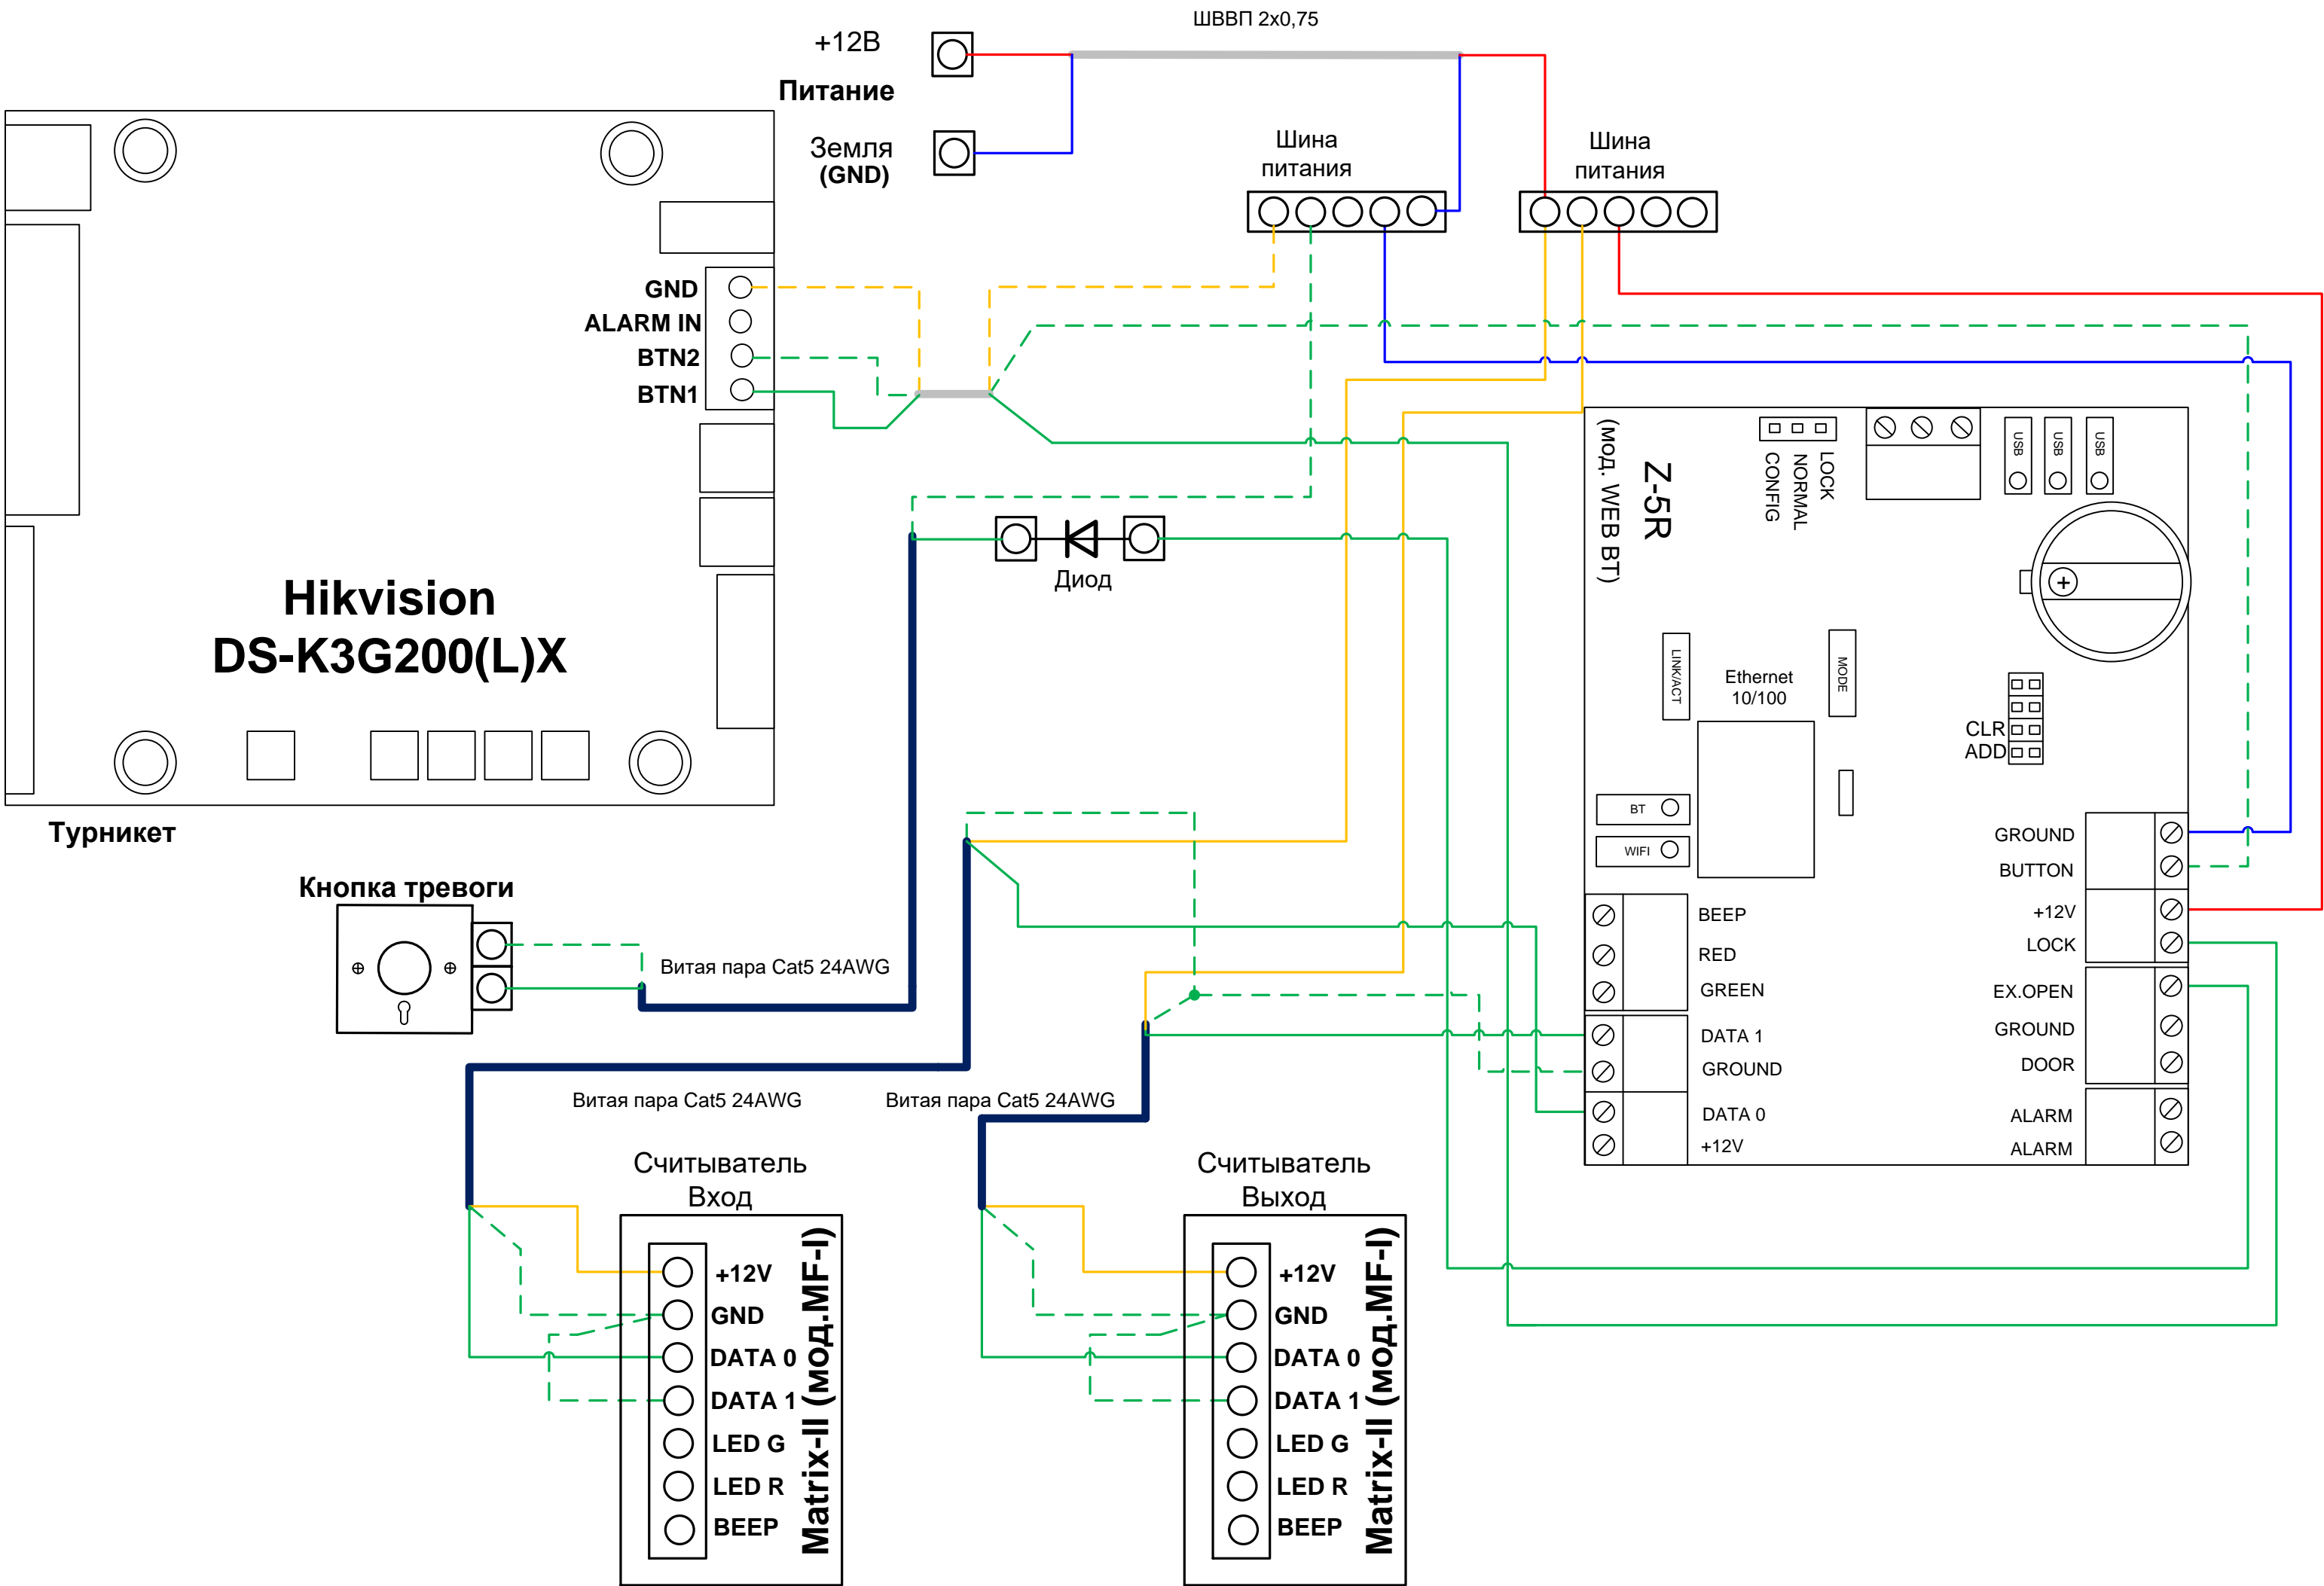 ШВВП 2х0,75
+12В
Питание
Земля
(GND)
Шина
питания
Шина
питания
GND
ALARM IN
BTN2
BTN1
Hikvision
DS-K3G200(L)X
Турникет
Диод
Z-5R
(мод. WEB BT)
LOCK
NORMAL
CONFIG
USB
USB
USB
LINK/ACT
Ethernet
10/100
MODE
CLR
ADD
BT
WIFI
BEEP
RED
GREEN
DATA 1
GROUND
DATA 0
+12V
GROUND
BUTTON
+12V
LOCK
EX.OPEN
GROUND
DOOR
ALARM
ALARM
Кнопка тревоги
Витая пара Cat5 24AWG
Витая пара Cat5 24AWG
Витая пара Cat5 24AWG
Считыватель
Вход
+12V
GND
DATA 0
DATA 1
LED G
LED R
BEEP
Matrix-II (мод.MF-I)
Считыватель
Выход
+12V
GND
DATA 0
DATA 1
LED G
LED R
BEEP
Matrix-II (мод.MF-I)